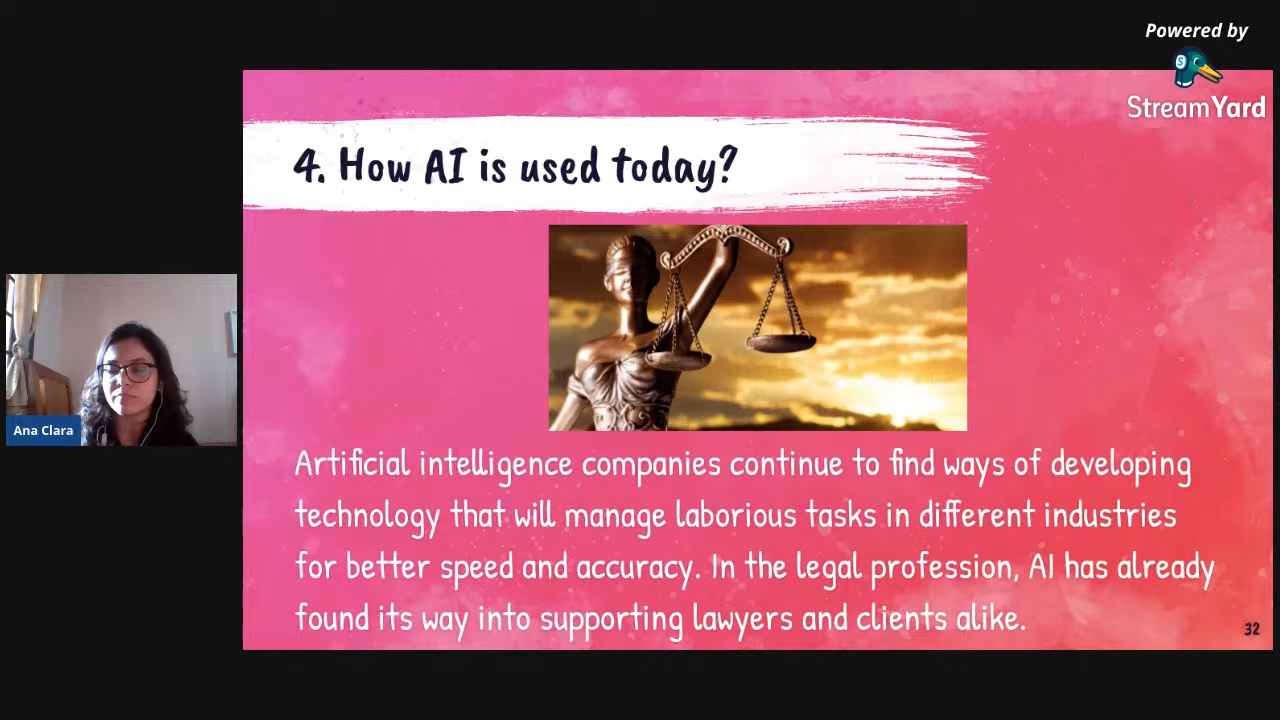 Powered by
StreamYard
4. How AI is used today?
Ana Clara
Artificial intelligence companies continue to find ways of developing
technology that will manage laborious tasks in different industries
for better speed and accuracy. In the legal profession, AI has already
found its way into supporting lawyers and clients alike.
32